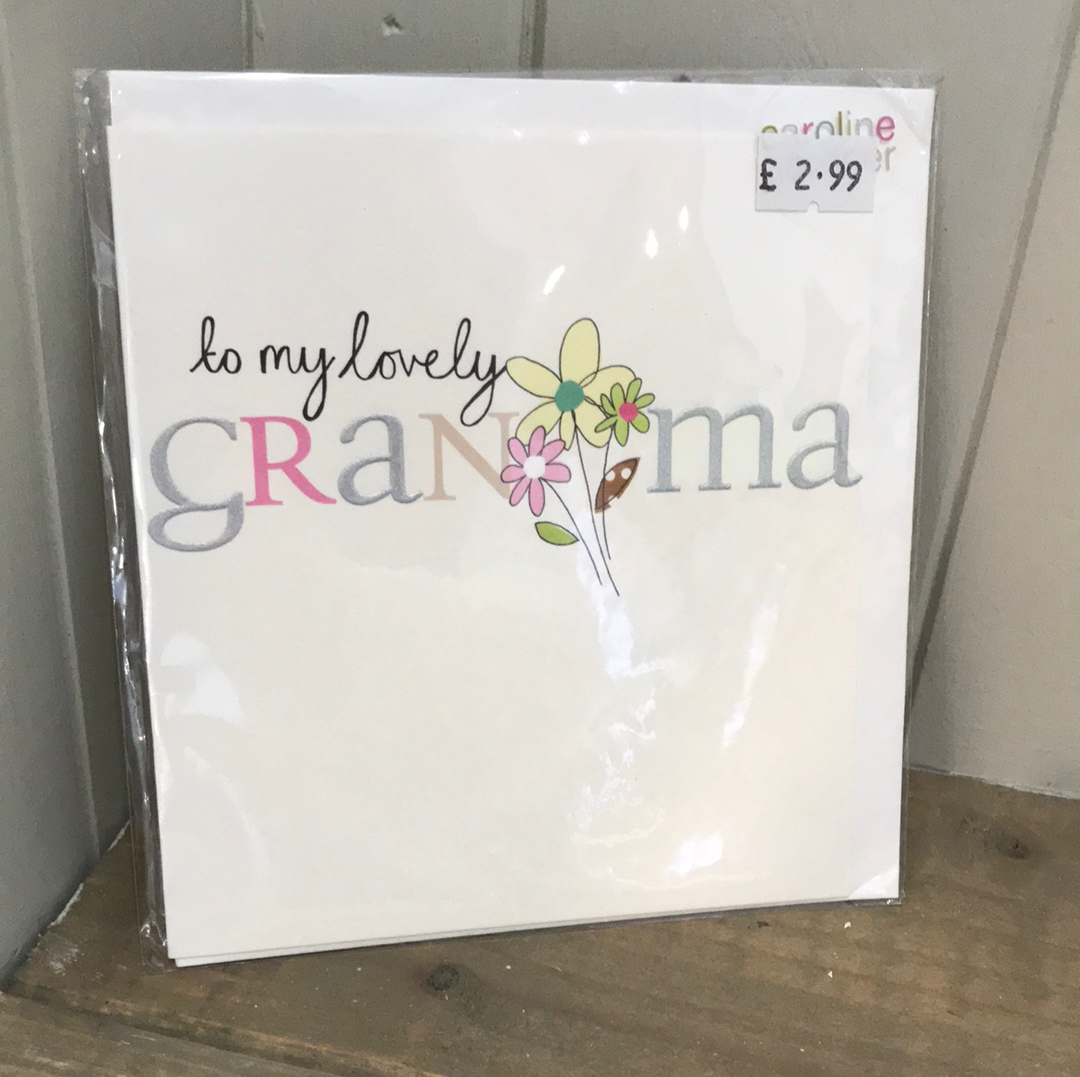 caroline
£ 2.99
to my lovely
gRaN ma